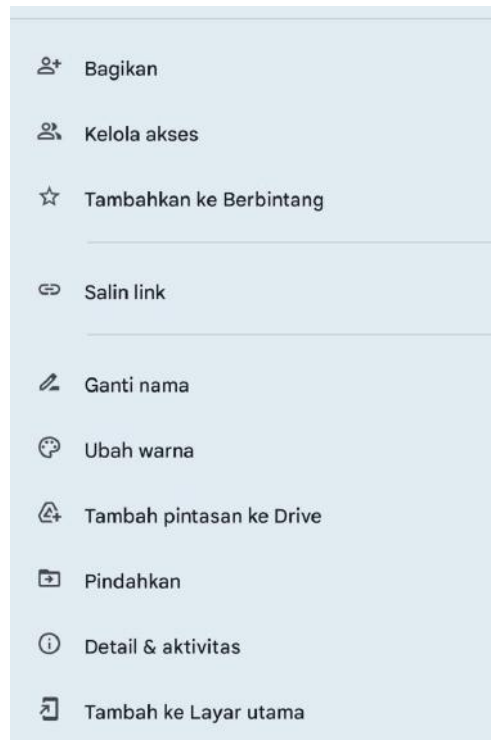 Bagikan
Kelola akses
Tambahkan ke Berbintang
Salin link
Ganti nama
Ubah warna
Tambah pintasan ke Drive
Pindahkan
Detail & aktivitas
Tambah ke Layar utama